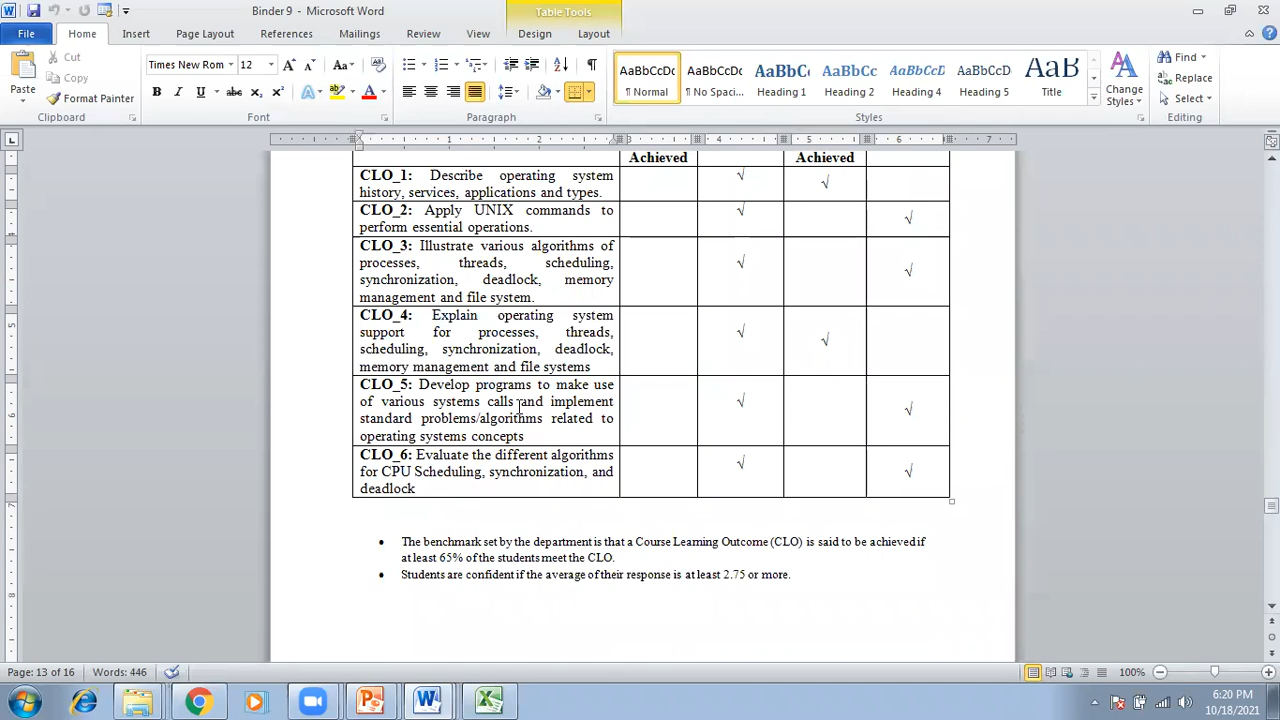 Binder 9 - Microsoft Word
Table Tools
File Home Insert Page Layout References Mailings Review View Design Layout
Paste
Cut
Copy
Format Painter
Clipboard
Times New Rom 12
Font
Paragraph
AaBbCcDc
¶ Normal
AaBbCcDc
¶ No Spaci...
AaBbCc
Heading 1
AaBbCc
Heading 2
AaBbCcD
Heading 4
AaBbCcDc
Heading 5
AaB
Title
Change
Styles
Styles
Find
Replace
Select
Editing
1 2 3 4 5 6 7
Achieved Achieved
CLO_1: Describe operating system √ √
history, services, applications and types.
CLO_2: Apply UNIX commands to √ √
perform essential operations.
CLO_3: Illustrate various algorithms of
processes, threads, scheduling, √ √
synchronization, deadlock, memory
management and file system.
CLO_4: Explain operating system
support for processes, threads, √ √
scheduling, synchronization, deadlock,
memory management and file systems
CLO_5: Develop programs to make use
of various systems calls and implement √ √
standard problems/algorithms related to
operating systems concepts
CLO_6: Evaluate the different algorithms
for CPU Scheduling, synchronization, and √ √
deadlock
• The benchmark set by the department is that a Course Learning Outcome (CLO) is said to be achieved if
at least 65% of the students meet the CLO.
• Students are confident if the average of their response is at least 2.75 or more.
Page: 13 of 16 Words: 446 100%
6:20 PM
10/18/2021